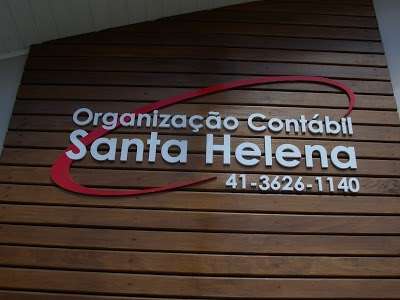 Organização Contábil
Santa Helena
41-3626-1140